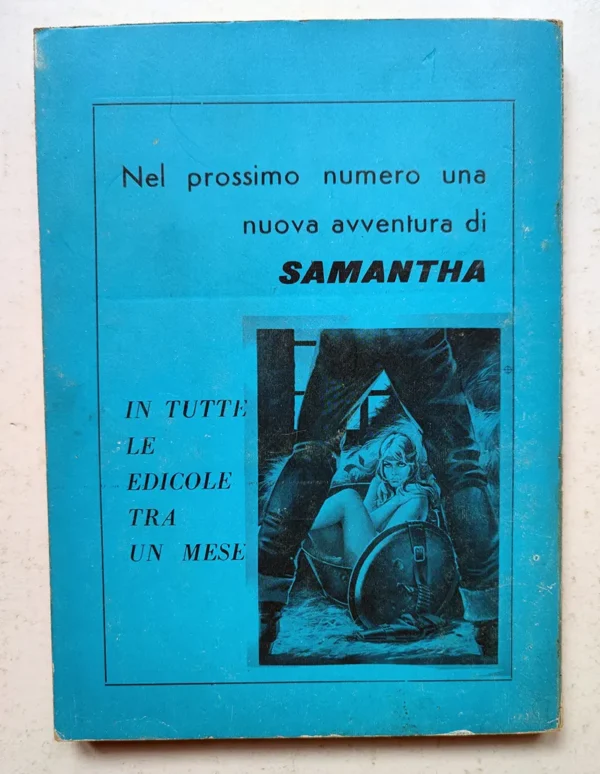 Nel prossimo numero una
nuova avventura di
SAMANTHA
IN TUTTE
LE
EDICOLE
TRA
UN MESE